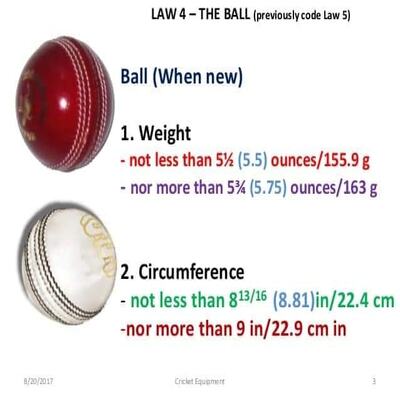 LAW 4 – THE BALL (previously code Law 5)
Ball (When new)
1. Weight
- not less than 5½ (5.5) ounces/155.9 g
- nor more than 5¾ (5.75) ounces/163 g
2. Circumference
- not less than 8¹³/¹⁶ (8.81)in/22.4 cm
-nor more than 9 in/22.9 cm in
8/20/2017
Cricket Equipment
3